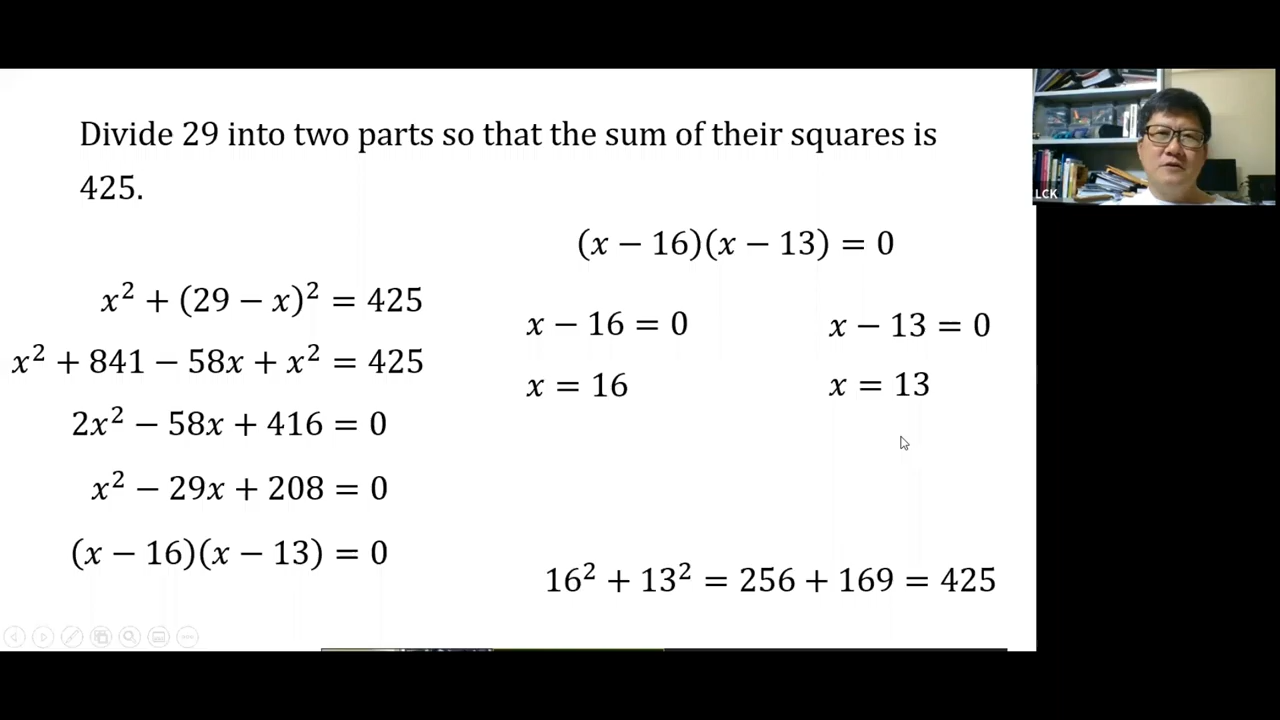 Divide 29 into two parts so that the sum of their squares is
425.
x² + (29 − x)² = 425
x² + 841 − 58x + x² = 425
2x² − 58x + 416 = 0
x² − 29x + 208 = 0
(x − 16)(x − 13) = 0
(x − 16)(x − 13) = 0
x − 16 = 0
x = 16
x − 13 = 0
x = 13
16² + 13² = 256 + 169 = 425
LCK